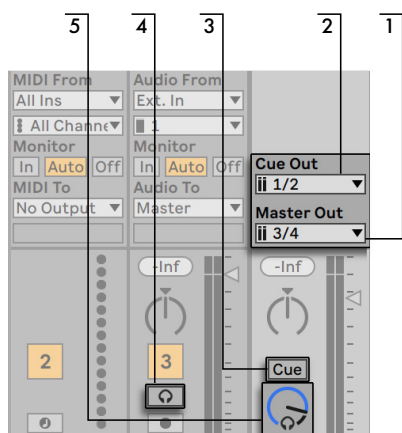 5 4 3 2 1
MIDI From Audio From
All Ins Ext. In
All Channe 1
Monitor Monitor
In Auto Off In Auto Off Cue Out
1/2
MIDI To Audio To
No Output Master Master Out
3/4
-Inf -Inf
2 3
Cue